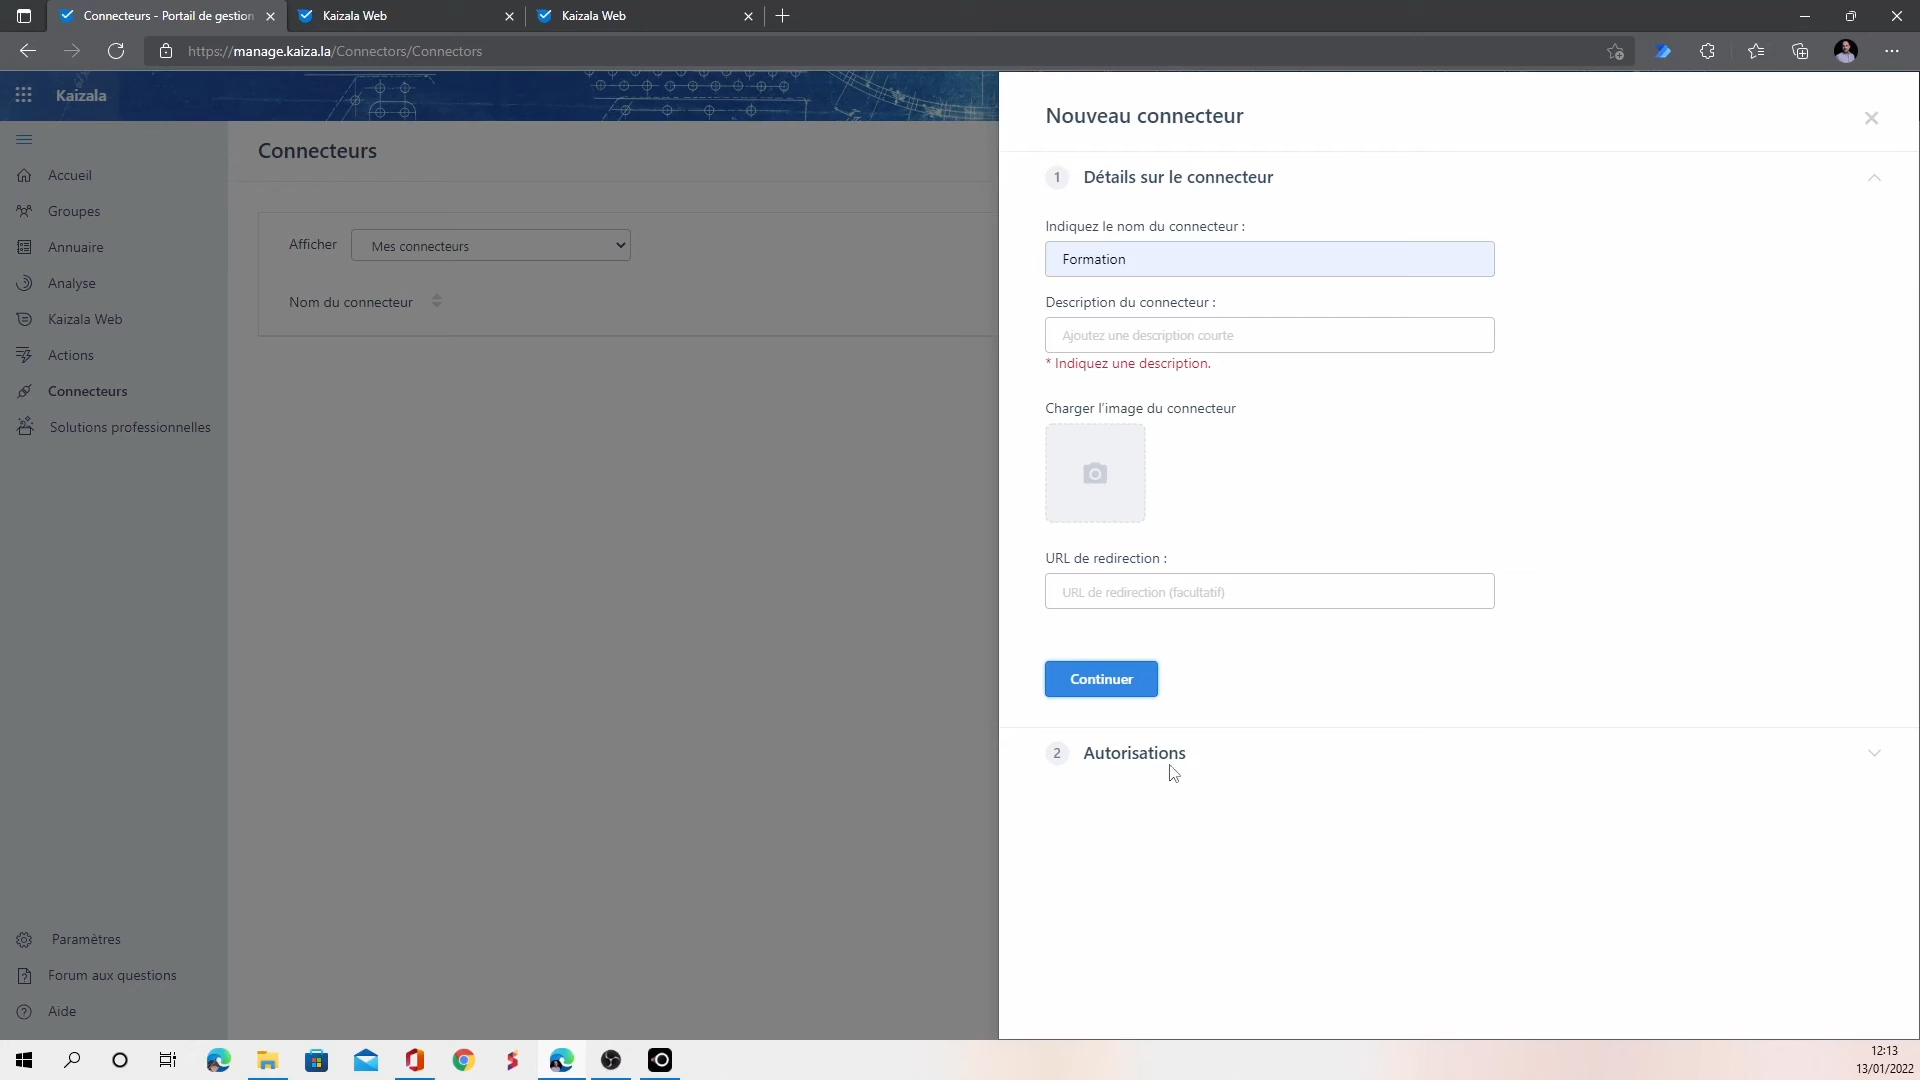 Connecteurs - Portail de gestion
Kaizala Web
Kaizala Web
https://manage.kaiza.la/Connectors/Connectors
Kaizala
Accueil
Groupes
Annuaire
Analyse
Kaizala Web
Actions
Connecteurs
Solutions professionnelles
Paramètres
Forum aux questions
Aide
Connecteurs
Afficher
Mes connecteurs
Nom du connecteur
Nouveau connecteur
1 Détails sur le connecteur
Indiquez le nom du connecteur :
Formation
Description du connecteur :
Ajoutez une description courte
* Indiquez une description.
Charger l'image du connecteur
URL de redirection :
URL de redirection (facultatif)
Continuer
2 Autorisations
12:13
13/01/2022